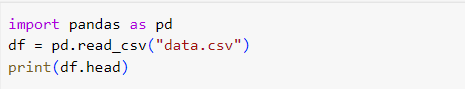 import pandas as pd
df = pd.read_csv("data.csv")
print(df.head)